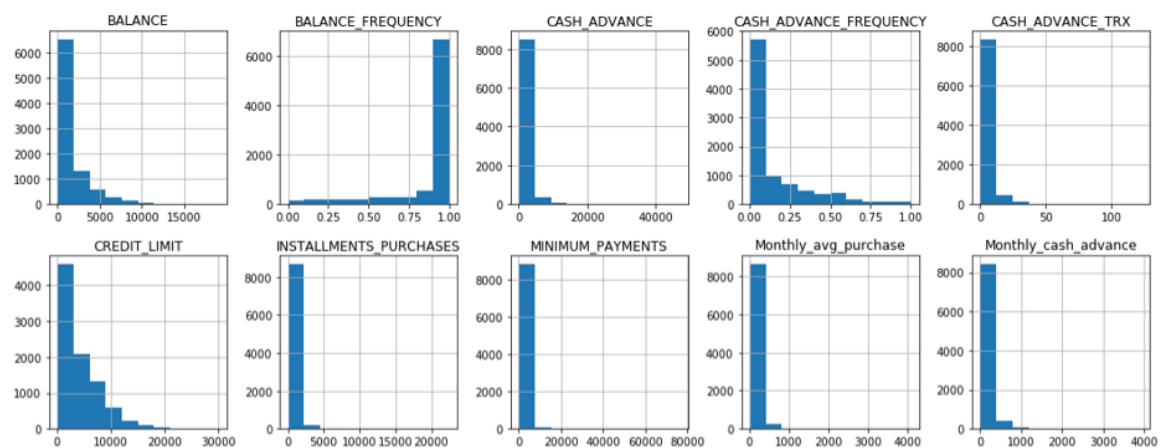 BALANCE BALANCE_FREQUENCY CASH_ADVANCE CASH_ADVANCE_FREQUENCY CASH_ADVANCE_TRX
6000 5000 4000 3000 2000 1000 0
0 5000 10000 15000
6000 4000 2000 0
0.00 0.25 0.50 0.75 1.00
8000 6000 4000 2000 0
0 20000 40000
6000 5000 4000 3000 2000 1000 0
0.00 0.25 0.50 0.75 1.00
8000 6000 4000 2000 0
0 50 100
CREDIT_LIMIT INSTALLMENTS_PURCHASES MINIMUM_PAYMENTS Monthly_avg_purchase Monthly_cash_advance
4000 3000 2000 1000 0
0 10000 20000 30000
8000 6000 4000 2000 0
0 5000 10000 15000 20000
8000 6000 4000 2000 0
0 20000 40000 60000 80000
8000 6000 4000 2000 0
0 1000 2000 3000 4000
8000 6000 4000 2000 0
0 1000 2000 3000 4000